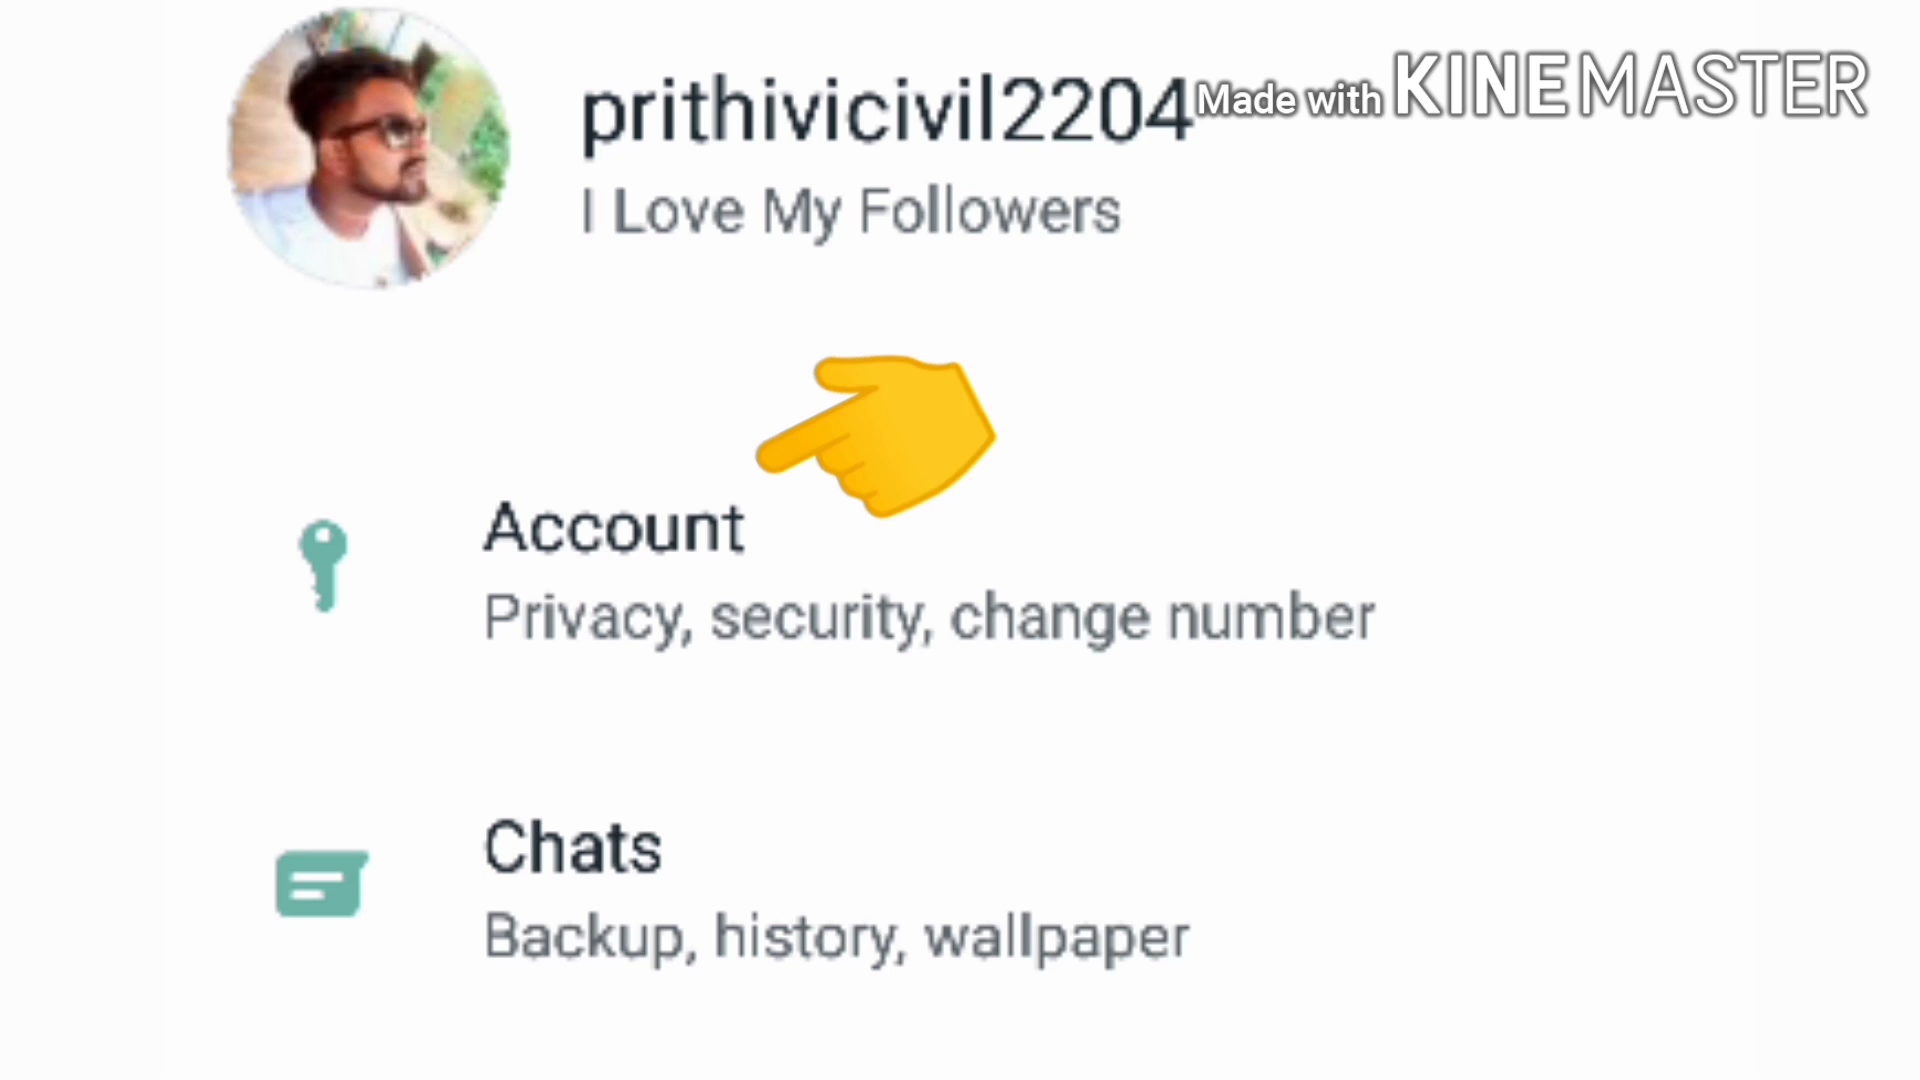 prithivicivil2204
Made with KINEMASTER
I Love My Followers
Account
Privacy, security, change number
Chats
Backup, history, wallpaper